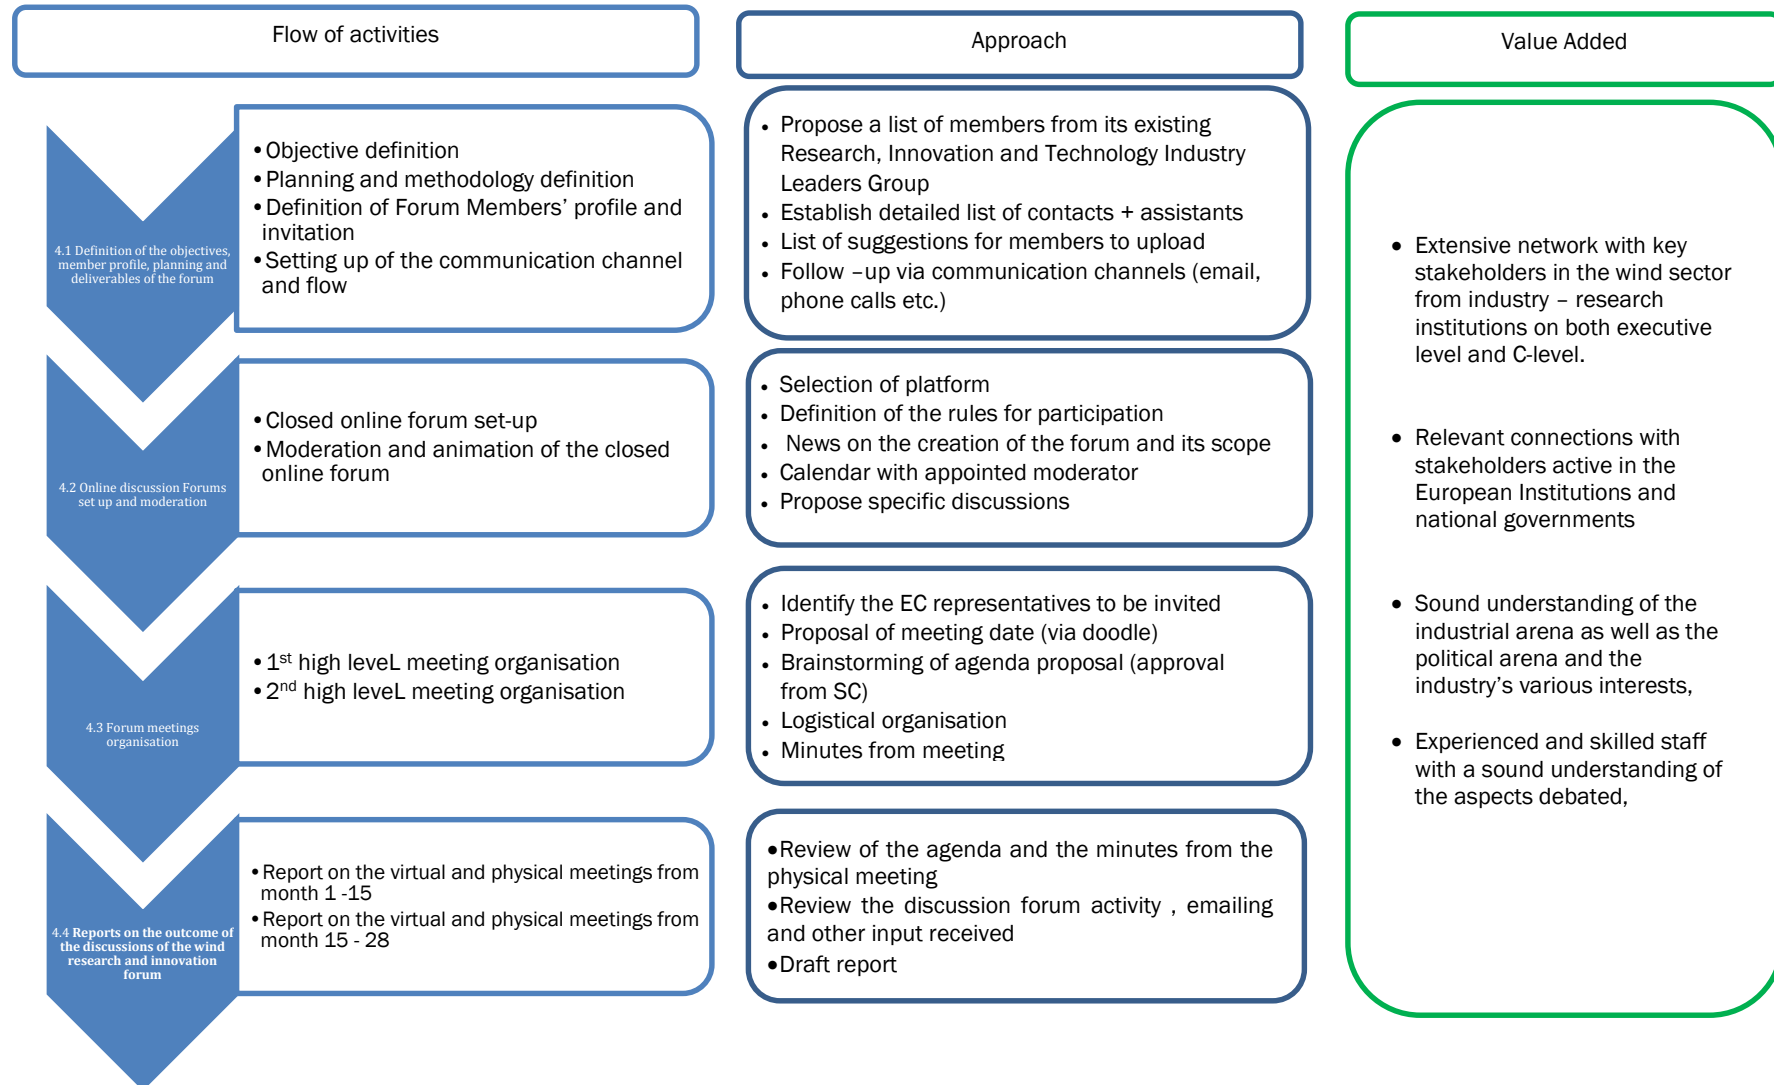 Flow of activities
Approach
Value Added
4.1 Definition of the objectives,
member profile, planning and
deliverables of the forum
•Objective definition
•Planning and methodology definition
•Definition of Forum Members’ profile and
invitation
•Setting up of the communication channel
and flow
• Propose a list of members from its existing
Research, Innovation and Technology Industry
Leaders Group
• Establish detailed list of contacts + assistants
• List of suggestions for members to upload
• Follow –up via communication channels (email,
phone calls etc.)
4.2 Online discussion Forums
set up and moderation
•Closed online forum set-up
•Moderation and animation of the closed
online forum
• Selection of platform
• Definition of the rules for participation
• News on the creation of the forum and its scope
• Calendar with appointed moderator
• Propose specific discussions
4.3 Forum meetings
organisation
•1st high leveL meeting organisation
•2nd high leveL meeting organisation
• Identify the EC representatives to be invited
• Proposal of meeting date (via doodle)
• Brainstorming of agenda proposal (approval
from SC)
• Logistical organisation
• Minutes from meeting
4.4 Reports on the outcome of
the discussions of the wind
research and innovation
forum
•Report on the virtual and physical meetings from
month 1 -15
•Report on the virtual and physical meetings from
month 15 - 28
•Review of the agenda and the minutes from the
physical meeting
•Review the discussion forum activity , emailing
and other input received
•Draft report
• Extensive network with key
stakeholders in the wind sector
from industry – research
institutions on both executive
level and C-level.
• Relevant connections with
stakeholders active in the
European Institutions and
national governments
• Sound understanding of the
industrial arena as well as the
political arena and the
industry’s various interests,
• Experienced and skilled staff
with a sound understanding of
the aspects debated,